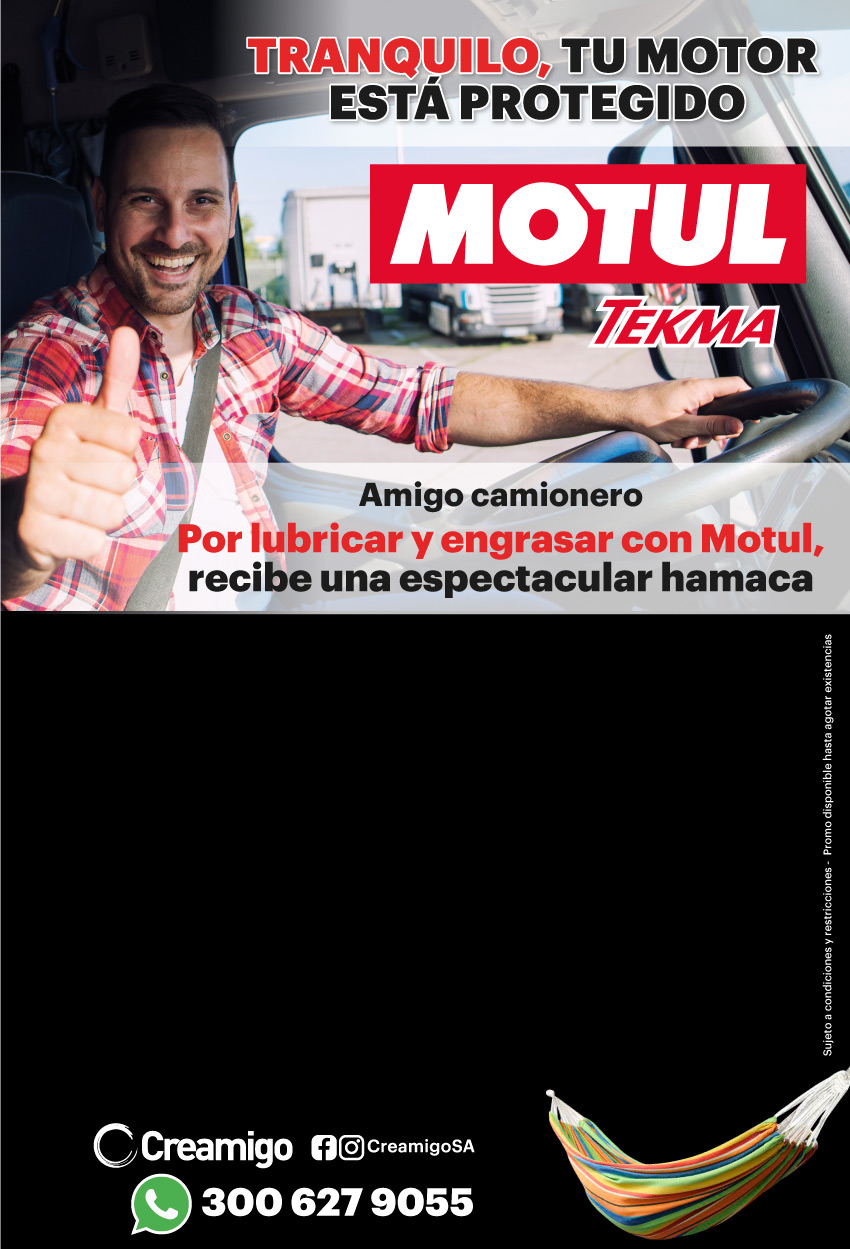 TRANQUILO, TU MOTOR
ESTÁ PROTEGIDO
MOTUL
TEKMA
Amigo camionero
Por lubricar y engrasar con Motul,
recibe una espectacular hamaca
Sujeto a condiciones y restricciones - Promo disponible hasta agotar existencias
Creamigo
CreamigoSA
300 627 9055